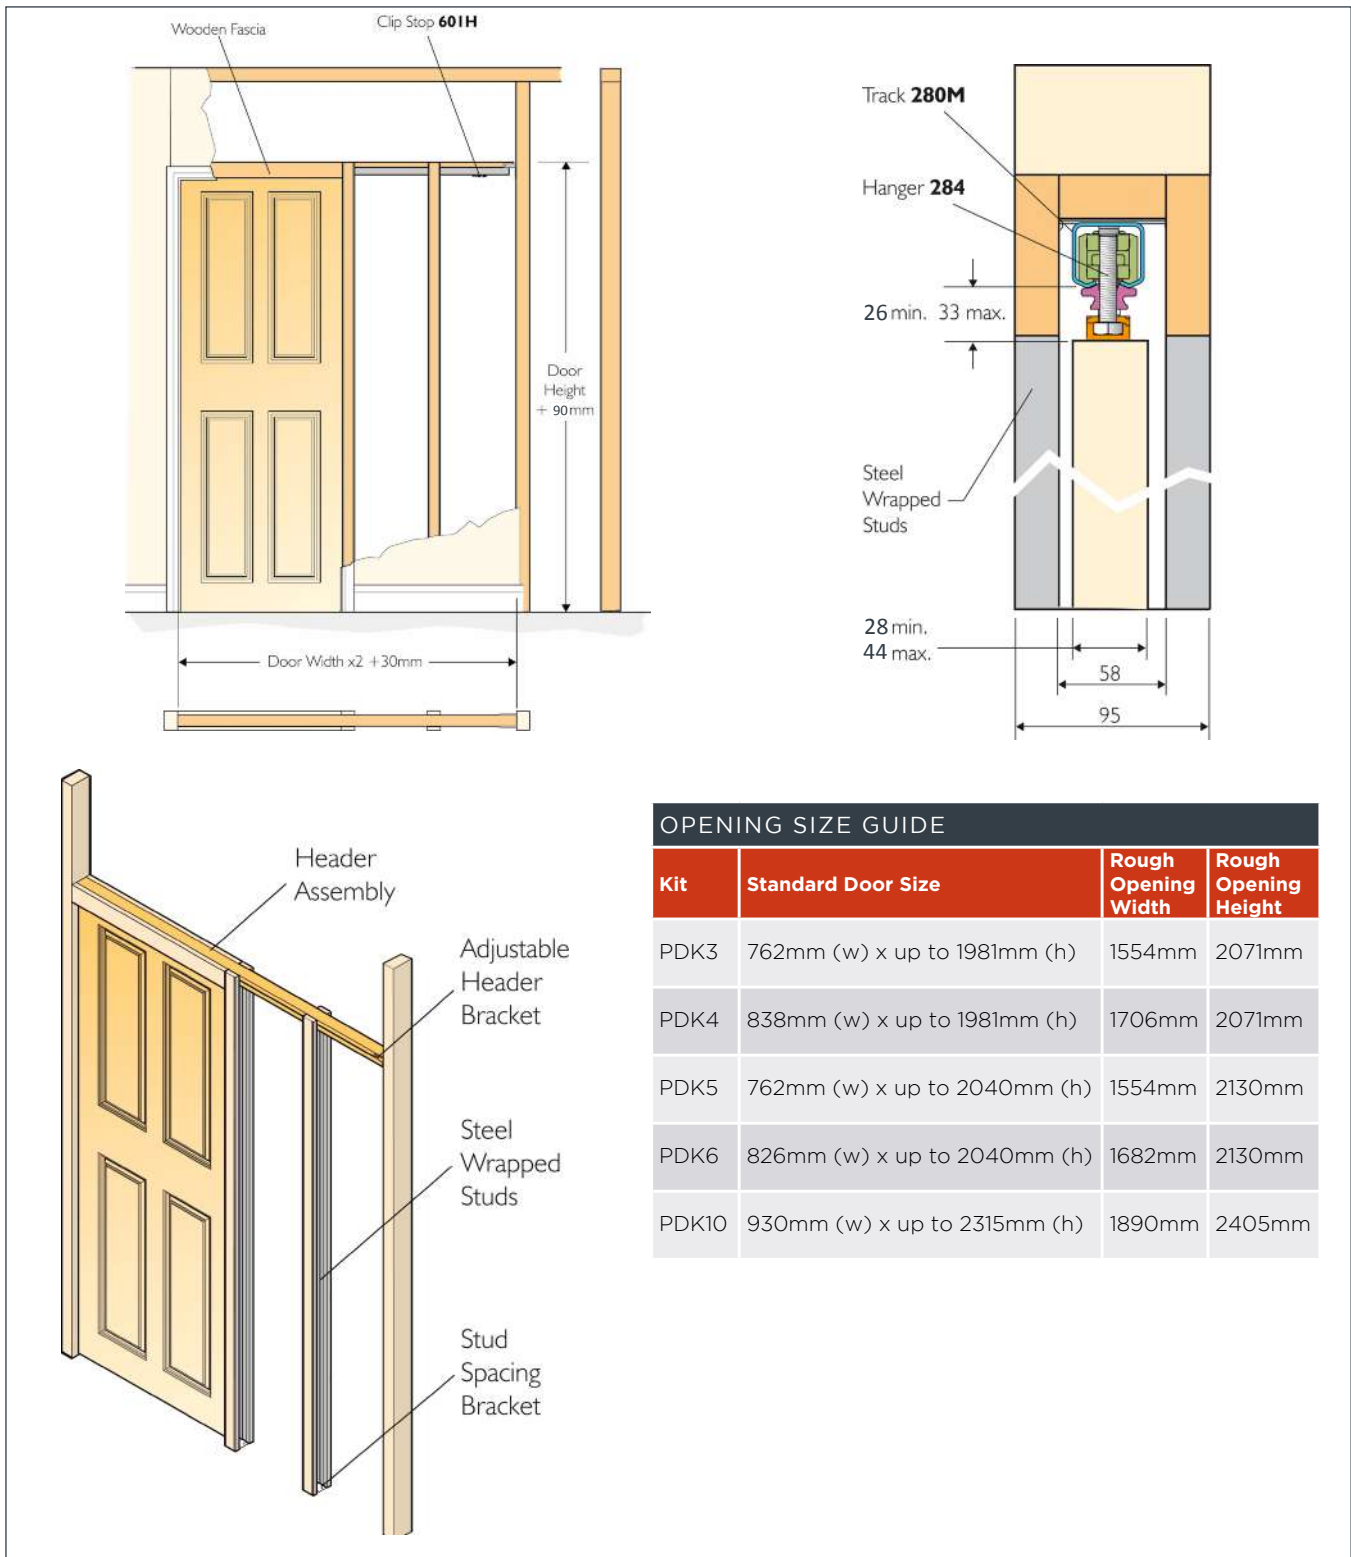 Wooden Fascia
Clip Stop 601H
Door
Height
+ 90mm
Door Width x2 +30mm
Track 280M
Hanger 284
26 min. 33 max.
Steel
Wrapped
Studs
28 min.
44 max.
58
95
Header
Assembly
Adjustable
Header
Bracket
Steel
Wrapped
Studs
Stud
Spacing
Bracket
OPENING SIZE GUIDE
Kit
Standard Door Size
Rough
Opening
Width
Rough
Opening
Height
PDK3 762mm (w) x up to 1981mm (h) 1554mm 2071mm
PDK4 838mm (w) x up to 1981mm (h) 1706mm 2071mm
PDK5 762mm (w) x up to 2040mm (h) 1554mm 2130mm
PDK6 826mm (w) x up to 2040mm (h) 1682mm 2130mm
PDK10 930mm (w) x up to 2315mm (h) 1890mm 2405mm